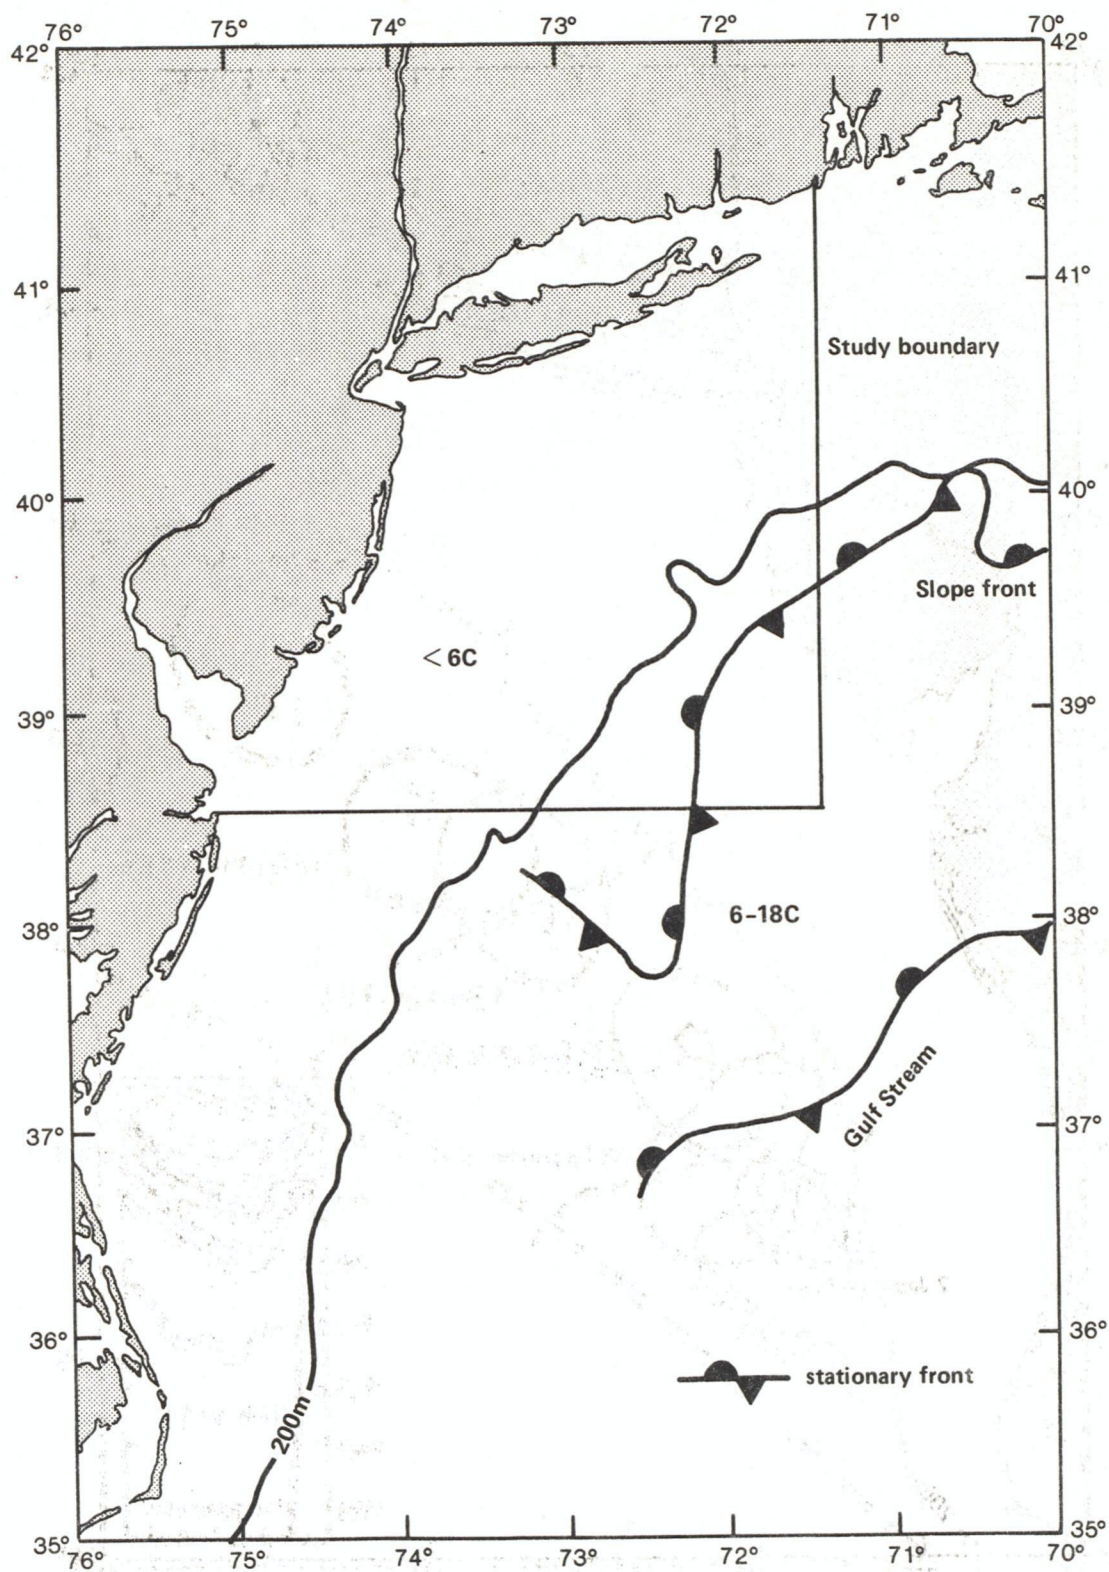 76° 75° 74° 73° 72° 71° 70°
42° 42°
41° 41°
Study boundary
40° 40°
Slope front
< 6C
39° 39°
6-18C
38° 38°
Gulf Stream
37° 37°
36° 36°
stationary front
200m
35° 35°
76° 75° 74° 73° 72° 71° 70°